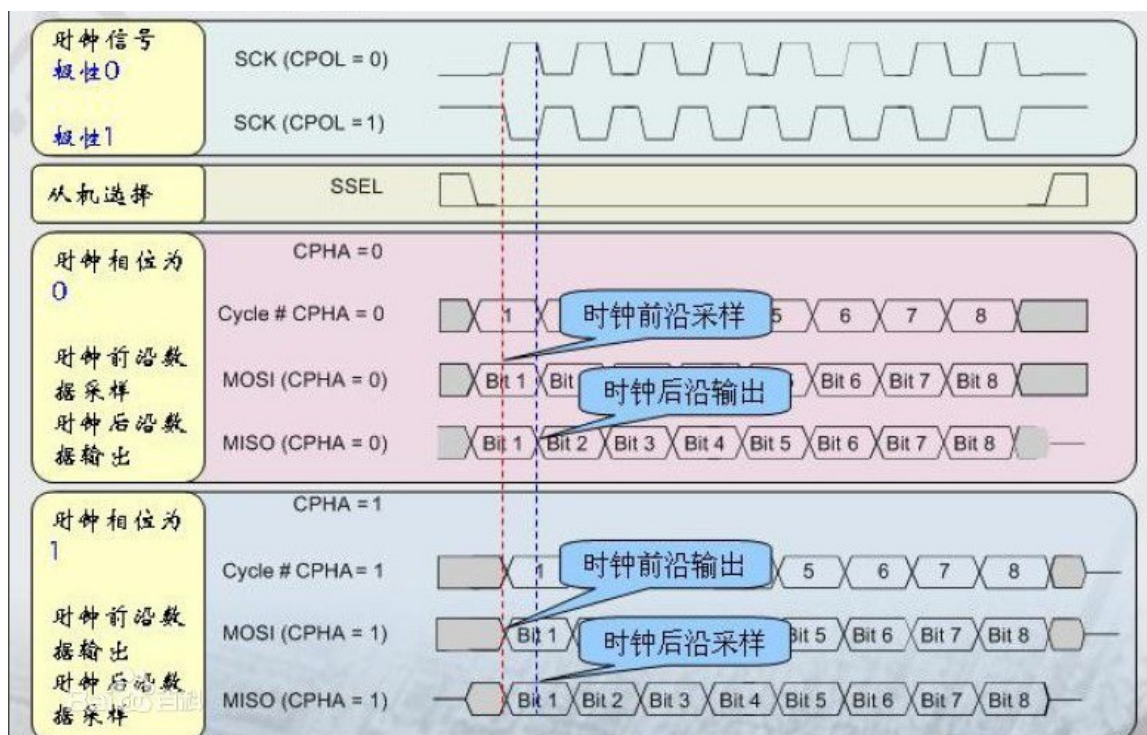 时钟信号
极性0
SCK (CPOL = 0)
极性1
SCK (CPOL = 1)
从机选择
SSEL
时钟相位为
0
时钟前沿数
据采样
时钟后沿数
据输出
CPHA = 0
Cycle # CPHA = 0
1
时钟前沿采样
5 6 7 8
MOSI (CPHA = 0)
Bit 1 Bit
时钟后沿输出
Bit 6 Bit 7 Bit 8
MISO (CPHA = 0)
Bit 1 Bit 2 Bit 3 Bit 4 Bit 5 Bit 6 Bit 7 Bit 8
时钟相位为
1
时钟前沿数
据输出
时钟后沿数
据采样
CPHA = 1
Cycle # CPHA = 1
1
时钟前沿输出
5 6 7 8
MOSI (CPHA = 1)
Bit 1
时钟后沿采样
Bit 5 Bit 6 Bit 7 Bit 8
MISO (CPHA = 1)
Bit 1 Bit 2 Bit 3 Bit 4 Bit 5 Bit 6 Bit 7 Bit 8
Baidu百科